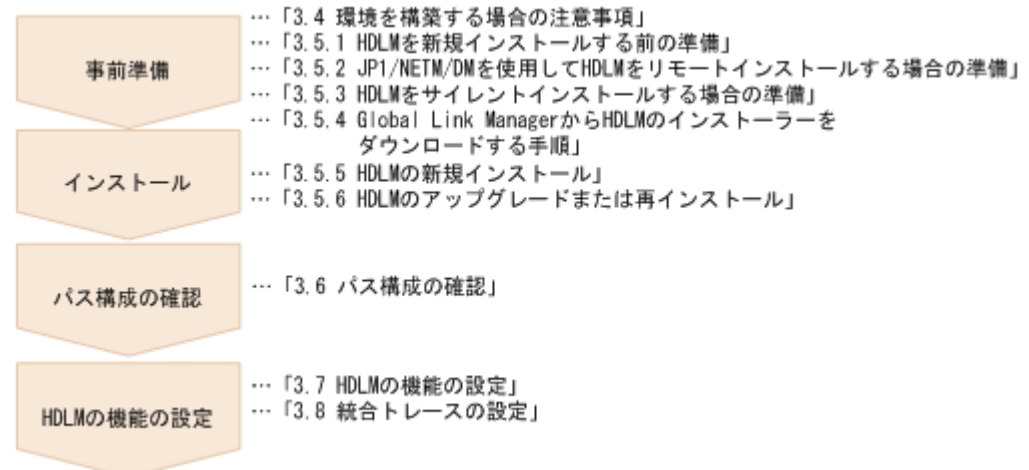 事前準備
…「3.4 環境を構築する場合の注意事項」
…「3.5.1 HDLMを新規インストールする前の準備」
…「3.5.2 JP1/NETM/DMを使用してHDLMをリモートインストールする場合の準備」
…「3.5.3 HDLMをサイレントインストールする場合の準備」
…「3.5.4 Global Link ManagerからHDLMのインストーラーを
ダウンロードする手順」
インストール
…「3.5.5 HDLMの新規インストール」
…「3.5.6 HDLMのアップグレードまたは再インストール」
パス構成の確認
…「3.6 パス構成の確認」
HDLMの機能の設定
…「3.7 HDLMの機能の設定」
…「3.8 統合トレースの設定」